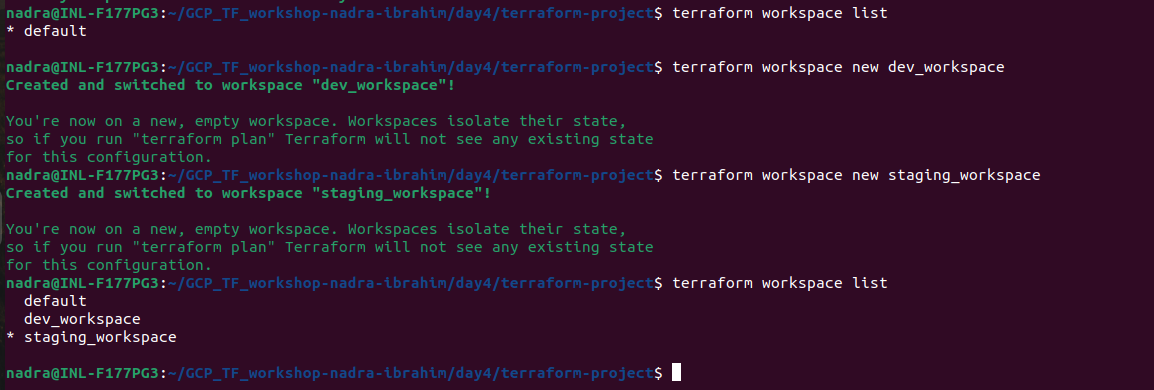 nadra@INL-F177PG3:~/GCP_TF_workshop-nadra-ibrahim/day4/terraform-project$ terraform workspace list
* default
nadra@INL-F177PG3:~/GCP_TF_workshop-nadra-ibrahim/day4/terraform-project$ terraform workspace new dev_workspace
Created and switched to workspace "dev_workspace"!
You're now on a new, empty workspace. Workspaces isolate their state,
so if you run "terraform plan" Terraform will not see any existing state
for this configuration.
nadra@INL-F177PG3:~/GCP_TF_workshop-nadra-ibrahim/day4/terraform-project$ terraform workspace new staging_workspace
Created and switched to workspace "staging_workspace"!
You're now on a new, empty workspace. Workspaces isolate their state,
so if you run "terraform plan" Terraform will not see any existing state
for this configuration.
nadra@INL-F177PG3:~/GCP_TF_workshop-nadra-ibrahim/day4/terraform-project$ terraform workspace list
  default
  dev_workspace
* staging_workspace
nadra@INL-F177PG3:~/GCP_TF_workshop-nadra-ibrahim/day4/terraform-project$